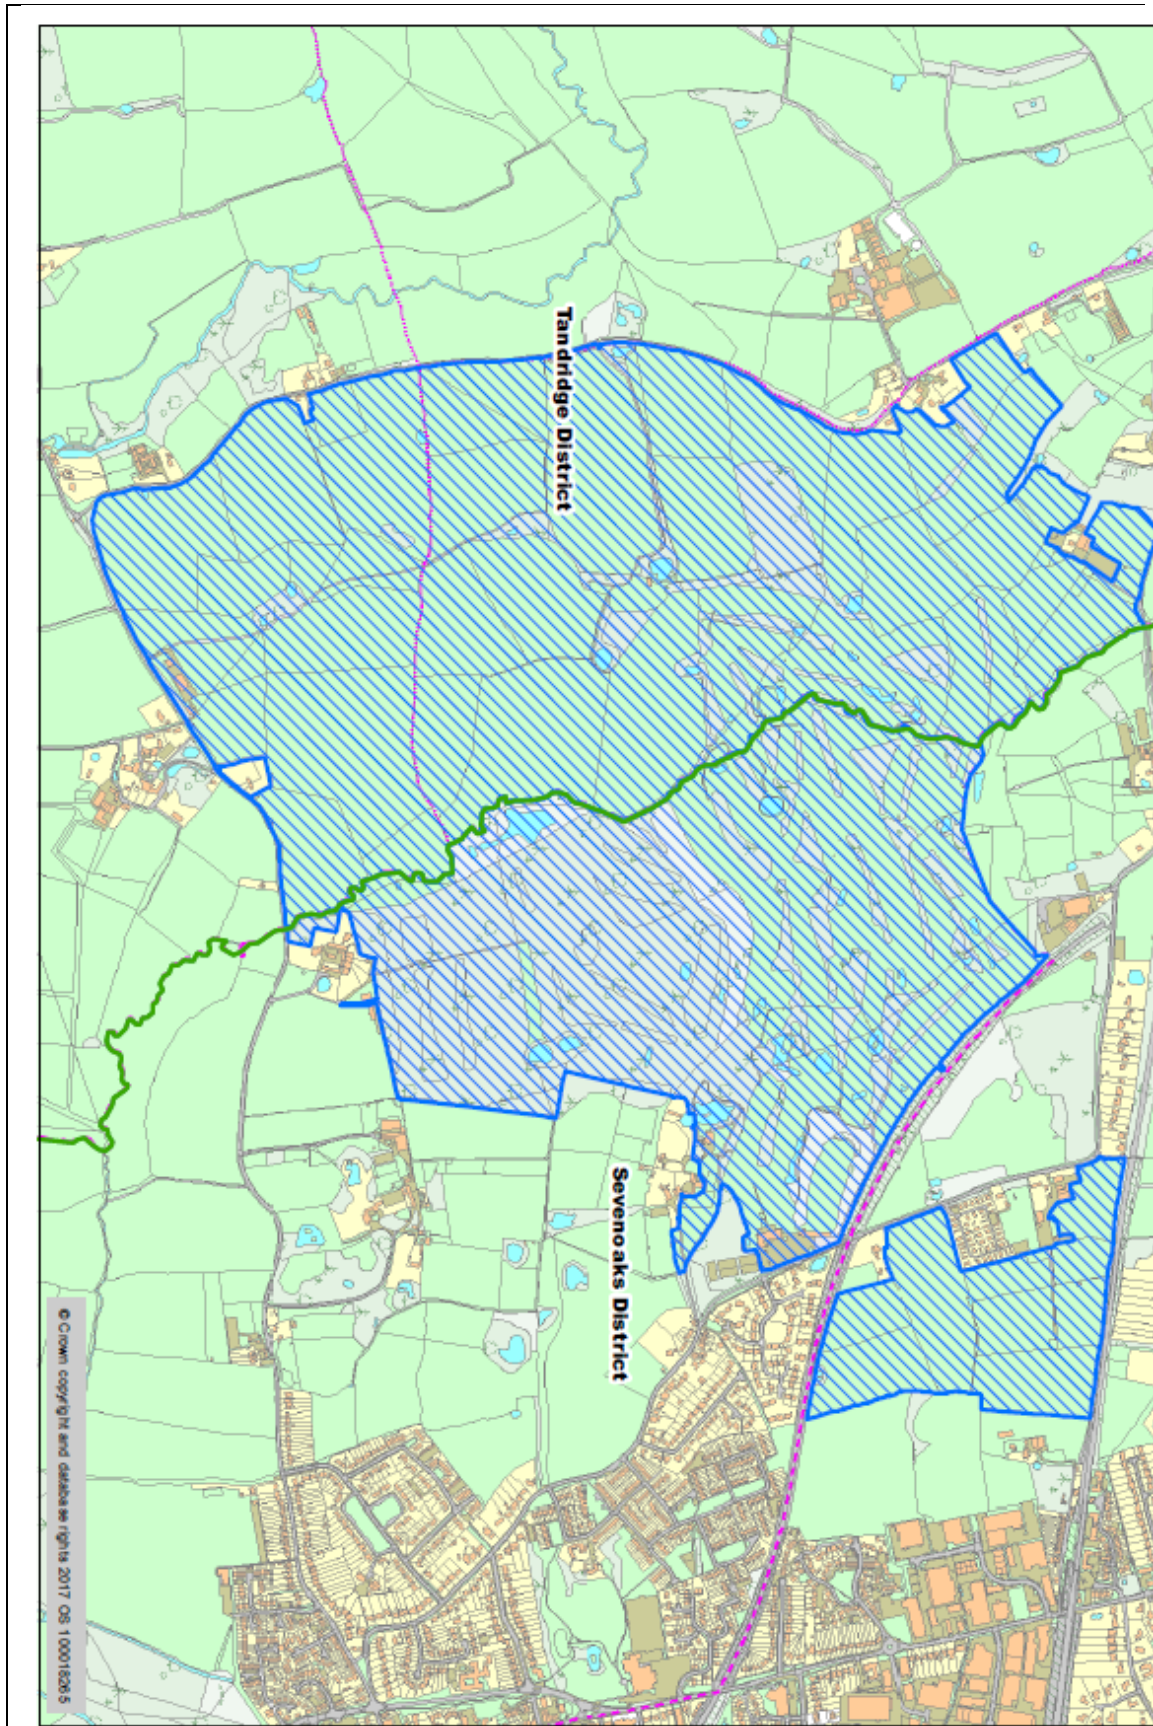 Tandridge District
Sevenoaks District
© Crown copyright and database rights 2017 OS 100018265